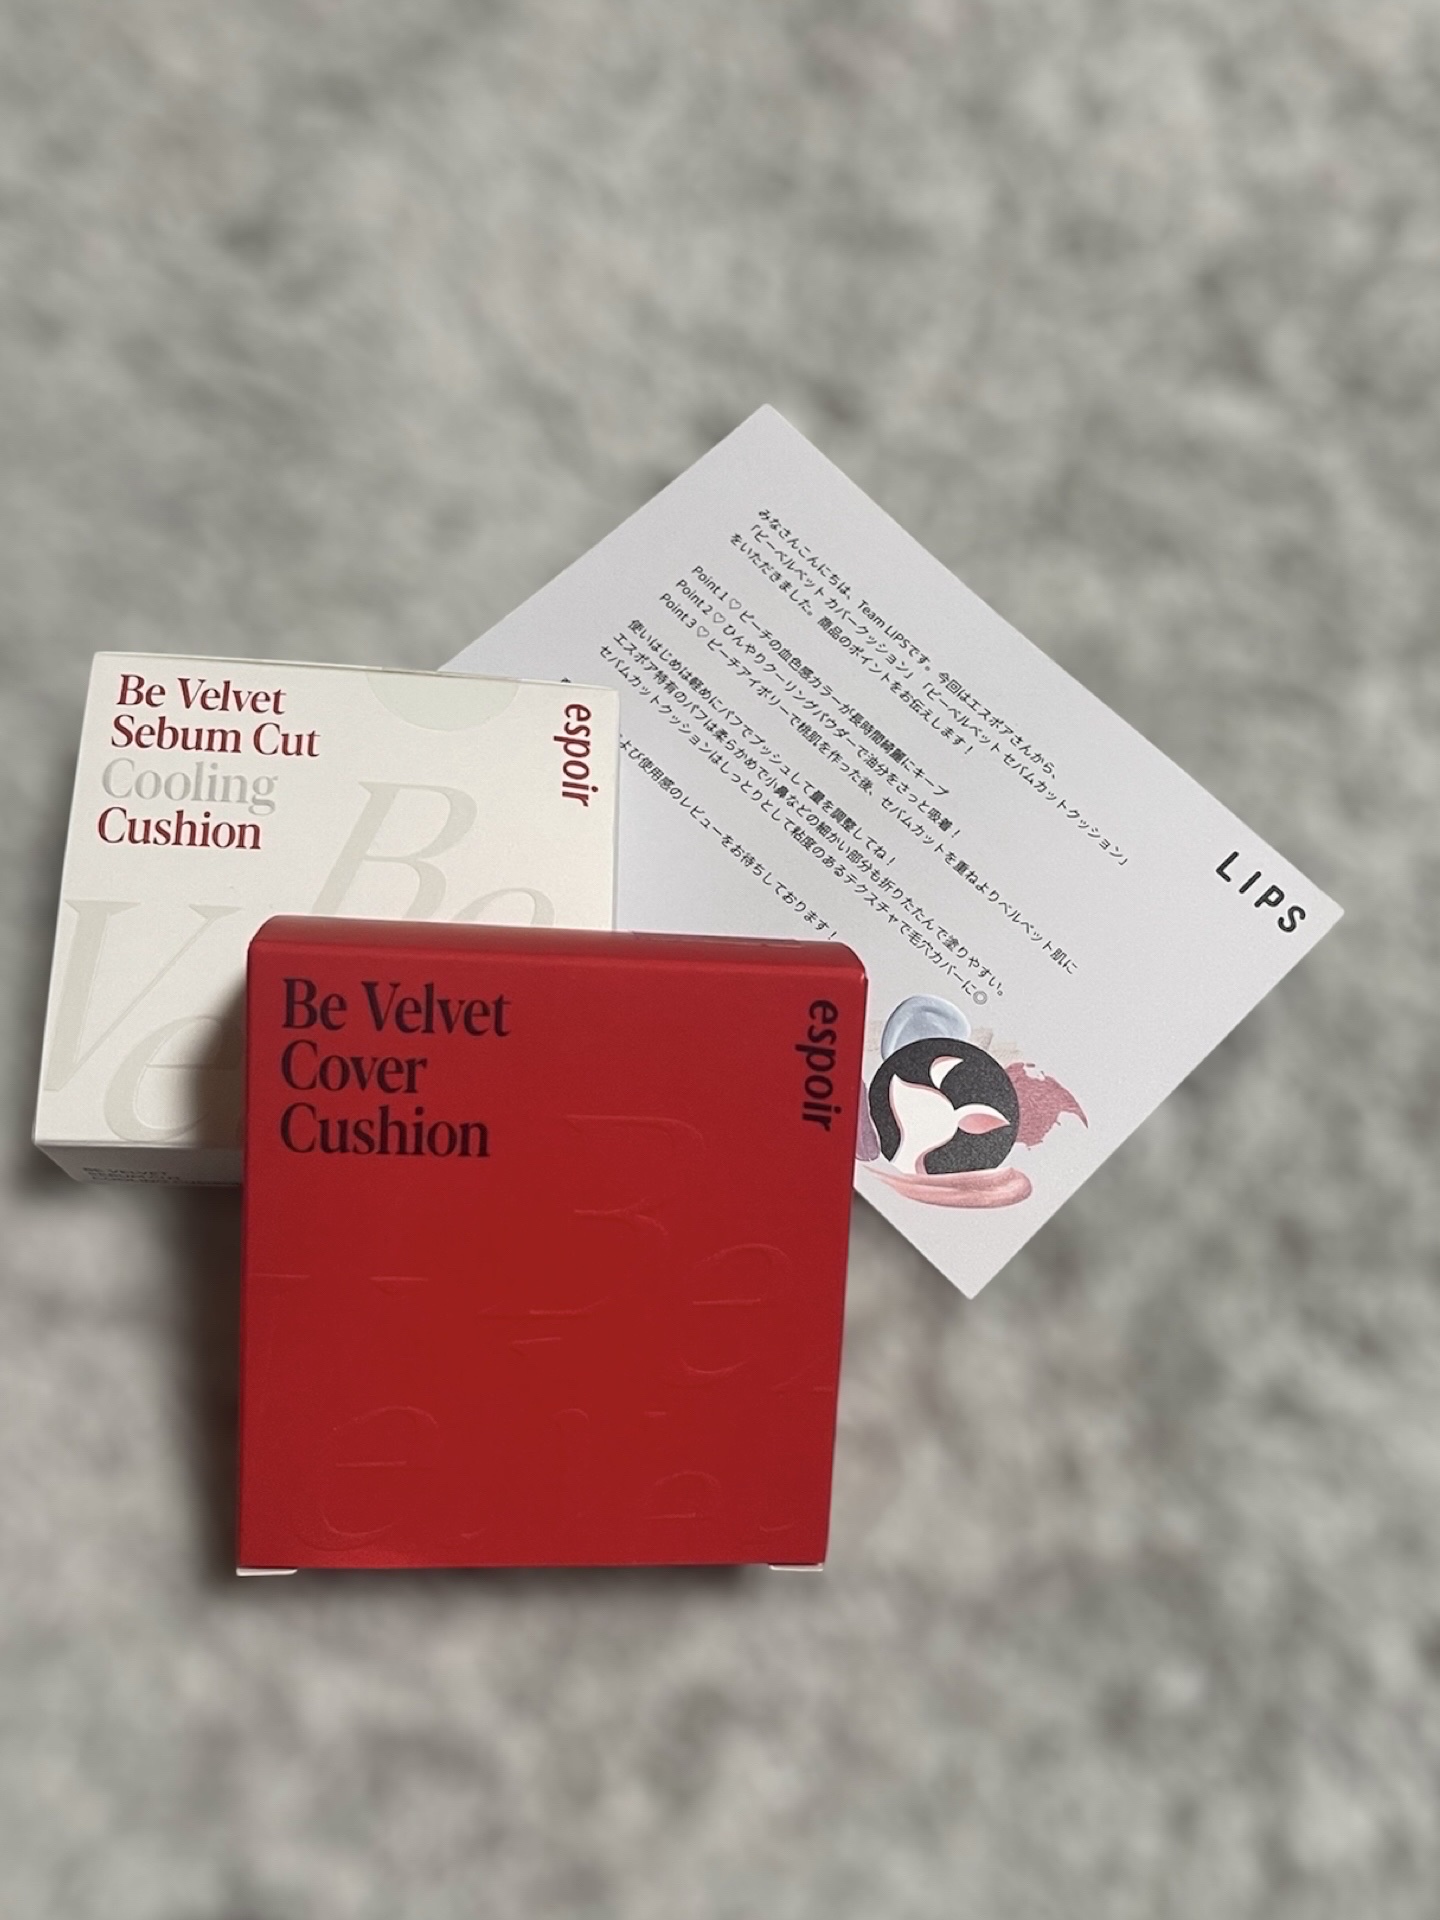 Be Velvet
Sebum Cut
Cooling
Cushion
espoir
Be
Ve
Be Velvet
Cover
Cushion
espoir
LIPS
みなさんこんにちは、Team LIPSです。今回はエスポアさんから、
「ビーベルベット カバークッション」「ビーベルベット セバムカットクッション」
をいただきました。商品のポイントをお伝えします！
Point 1 ♡ ピーチの血色感カラーが長時間綺麗にキープ
Point 2 ♡ ひんやりクーリングパウダーで油分をさっと吸着！
Point 3 ♡ ピーチアイボリーで桃肌を作った後、セバムカットを重ねよりベルベット肌に
使いはじめは軽めにパフでプッシュして量を調整してね！
エスポア特有のパフは柔らかめで小鼻などの細かい部分も折りたたんで塗りやすい。
セバムカットクッションはしっとりとして粘度のあるテクスチャで毛穴カバーに◎
よび使用感のレビューをお待ちしております！